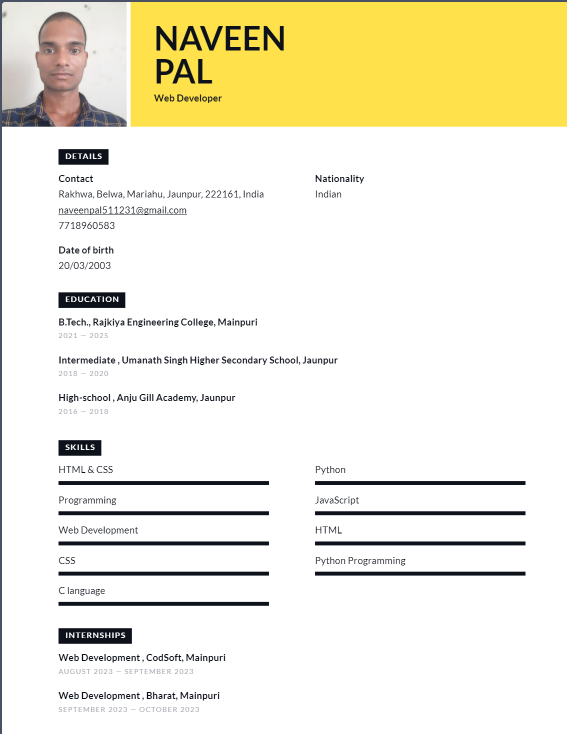 NAVEEN
PAL
Web Developer
DETAILS
Contact
Rakhwa, Belwa, Mariahu, Jaunpur, 222161, India
naveenpal511231@gmail.com
7718960583
Nationality
Indian
Date of birth
20/03/2003
EDUCATION
B.Tech., Rajkiya Engineering College, Mainpuri
2021 — 2025
Intermediate , Umanath Singh Higher Secondary School, Jaunpur
2018 — 2020
High-school , Anju Gill Academy, Jaunpur
2016 — 2018
SKILLS
HTML & CSS
Python
Programming
JavaScript
Web Development
HTML
CSS
Python Programming
C language
INTERNSHIPS
Web Development , CodSoft, Mainpuri
AUGUST 2023 — SEPTEMBER 2023
Web Development , Bharat, Mainpuri
SEPTEMBER 2023 — OCTOBER 2023